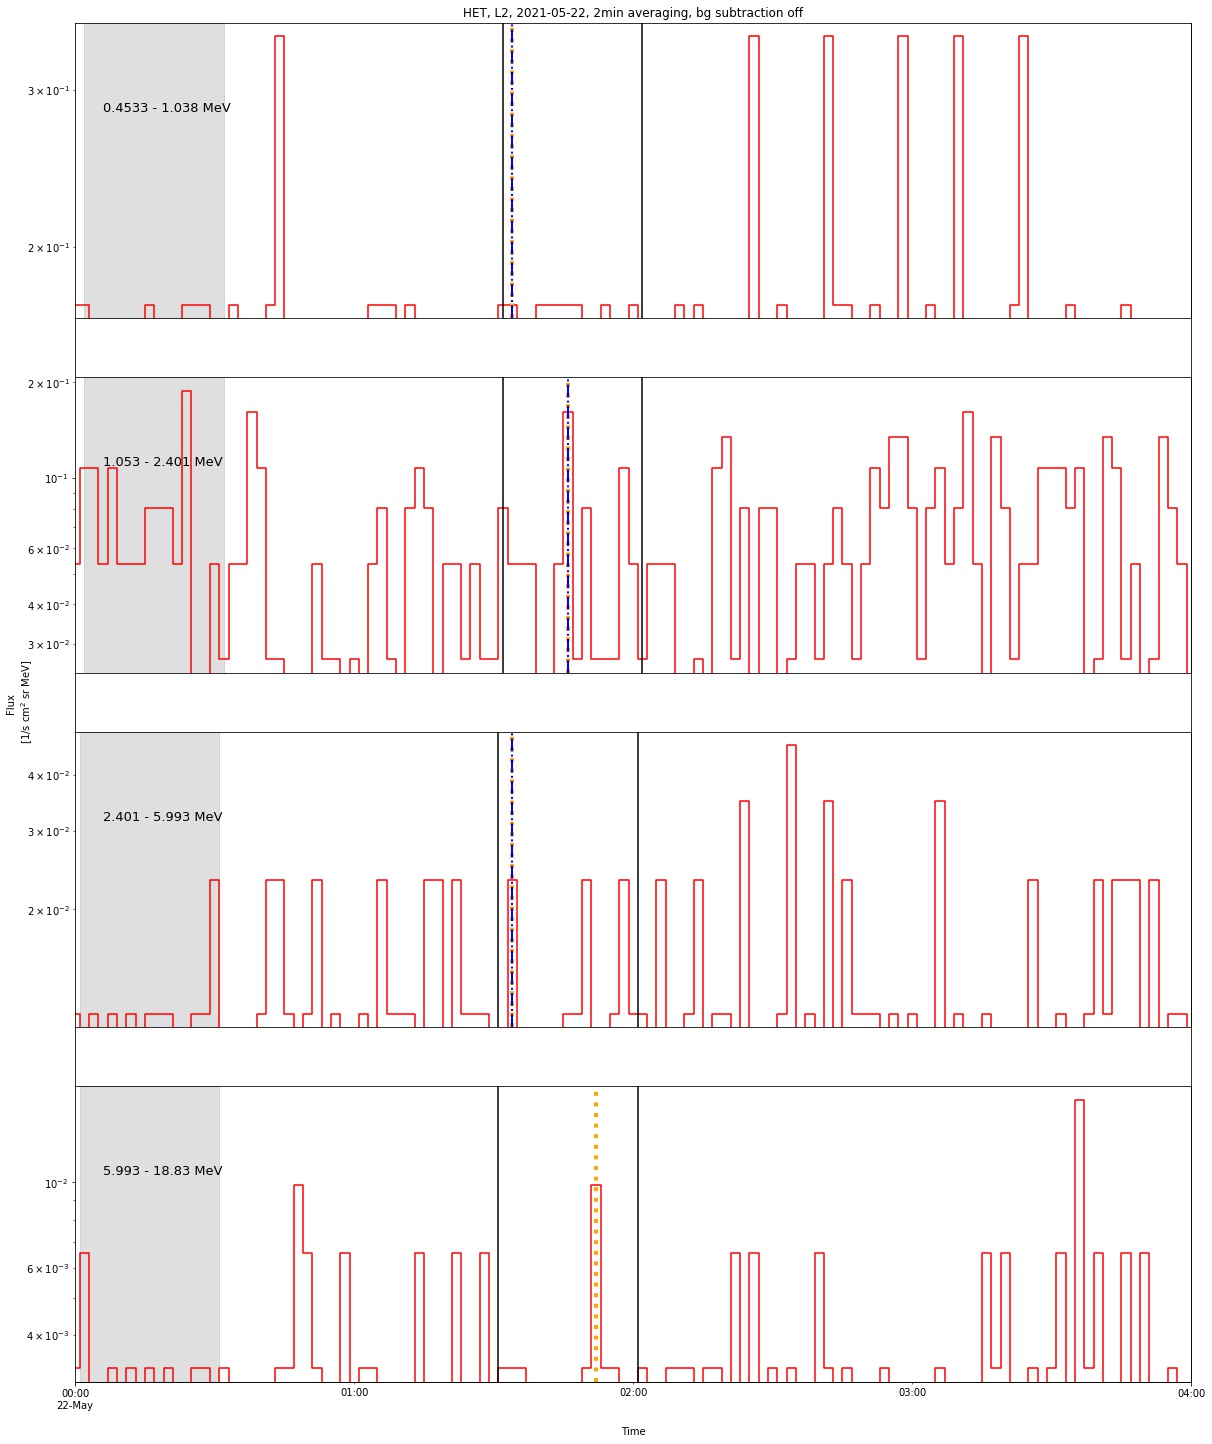 HET, L2, 2021-05-22, 2min averaging, bg subtraction off
3 × 10⁻¹
0.4533 - 1.038 MeV
2 × 10⁻¹
2 × 10⁻¹
1.053 - 2.401 MeV
10⁻¹
6 × 10⁻²
4 × 10⁻²
3 × 10⁻²
Flux
[1/s cm² sr MeV]
4 × 10⁻²
2.401 - 5.993 MeV
3 × 10⁻²
2 × 10⁻²
5.993 - 18.83 MeV
10⁻²
6 × 10⁻³
4 × 10⁻³
00:00 01:00 02:00 03:00 04:00
22-May
Time